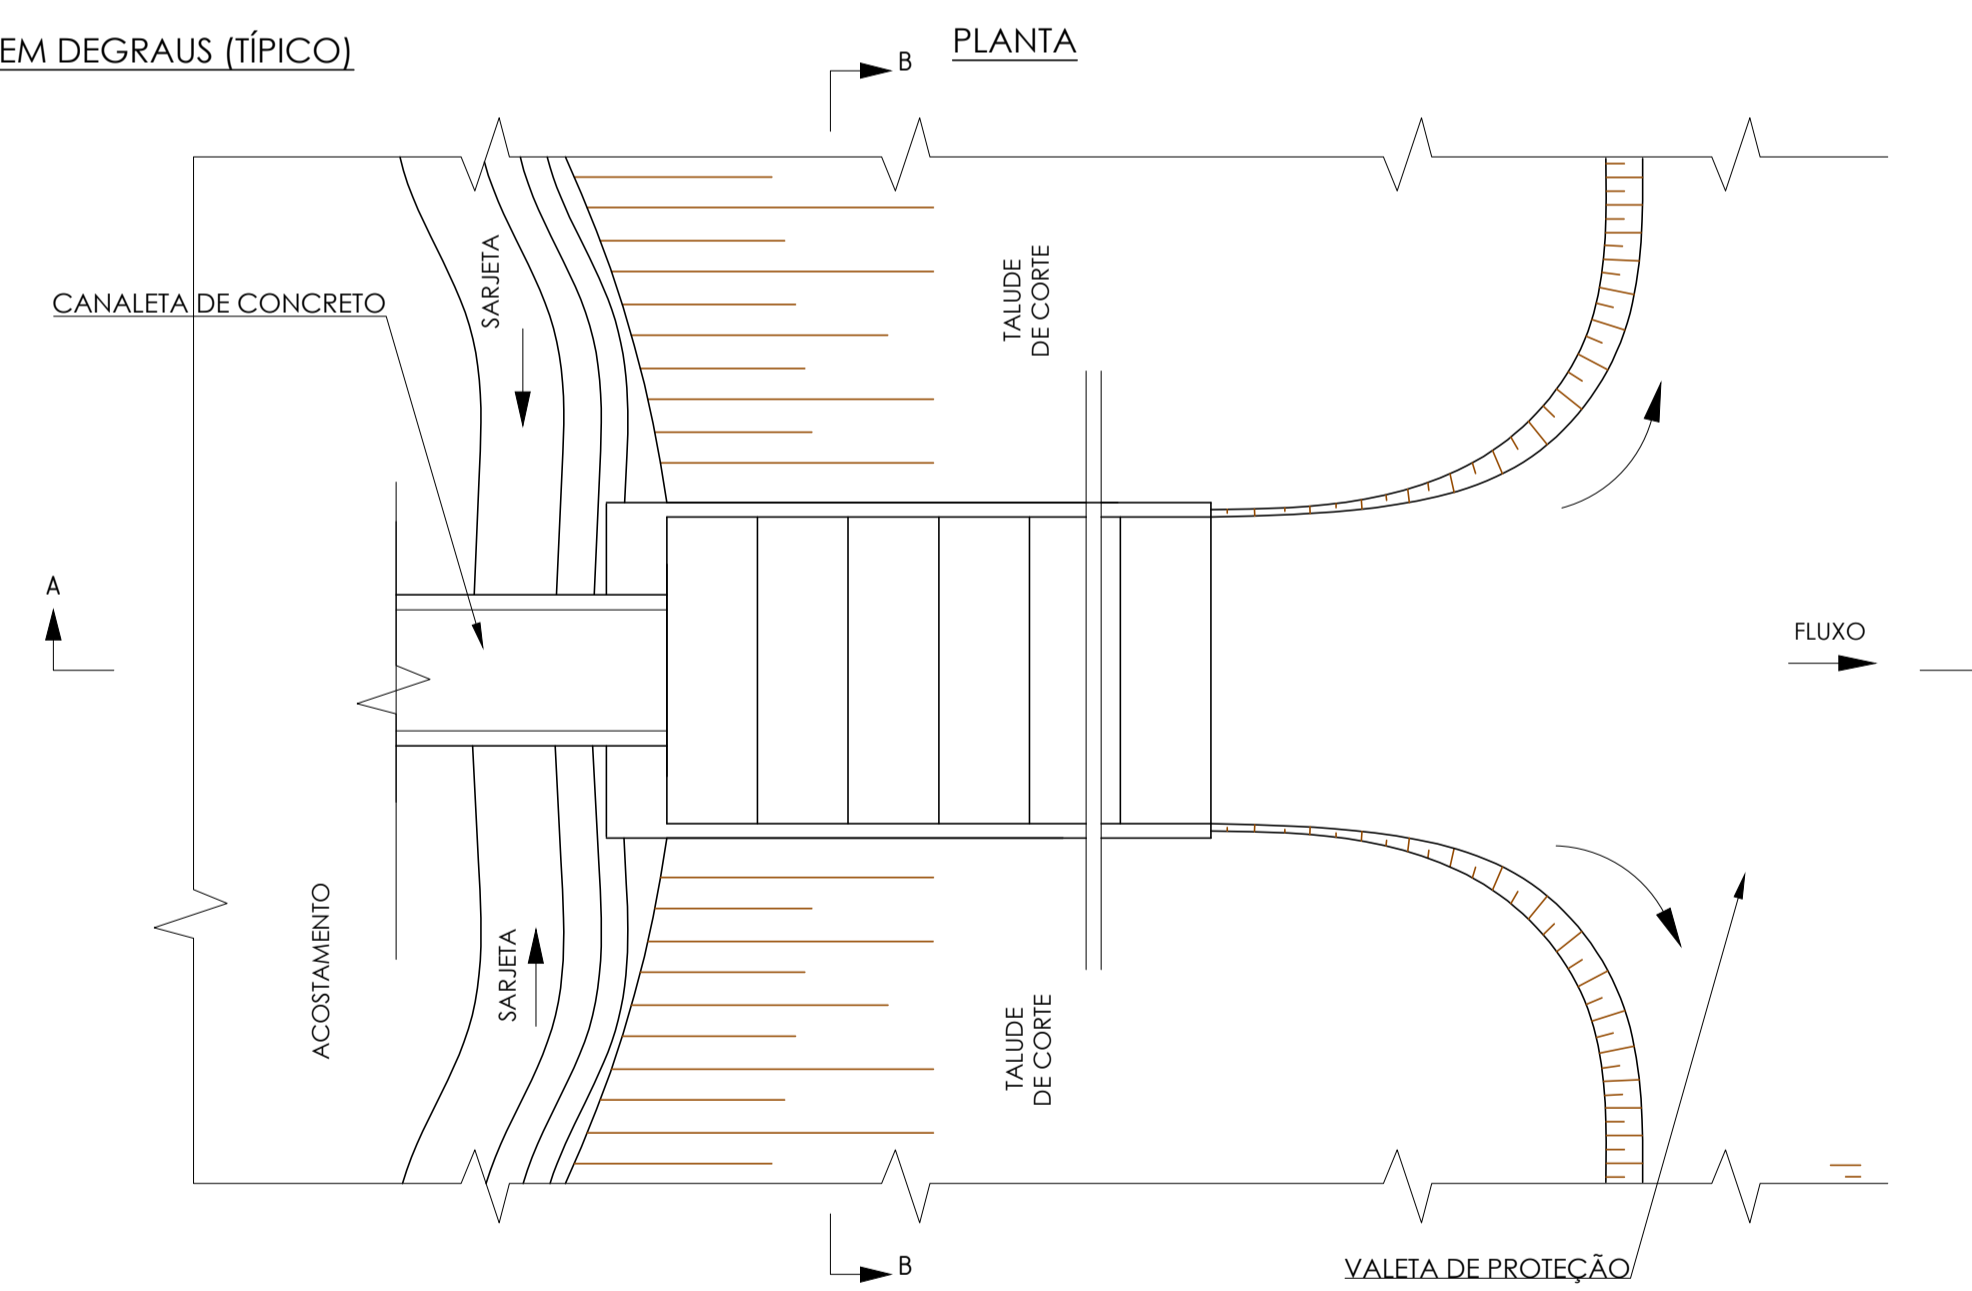 EM DEGRAUS (TÍPICO)
PLANTA
B
SARJETA
TALUDE
DE CORTE
CANALETA DE CONCRETO
A
FLUXO
ACOSTAMENTO
SARJETA
TALUDE
DE CORTE
B
VALETA DE PROTEÇÃO